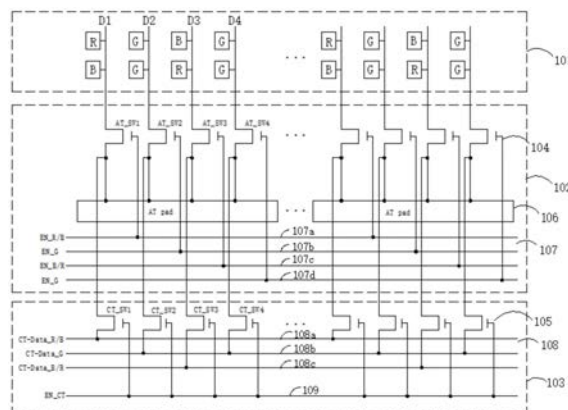 D1 D2 D3 D4
R G B G ... R G B G
B G R G ... B G R G
10
AT_SW1 AT_SW2 AT_SW3 AT_SW4 ...
104
102
AT pad ... AT pad
106
EN_R/B 107a
EN_G 107b
107
EN_B/R 107c
EN_G 107d
CT_SW1 CT_SW2 CT_SW3 CT_SW4 ...
105
CT-Data_R/B 108a
108
CT-Data_G 108b
CT-Data_B/R 108c
103
EN_CT 109